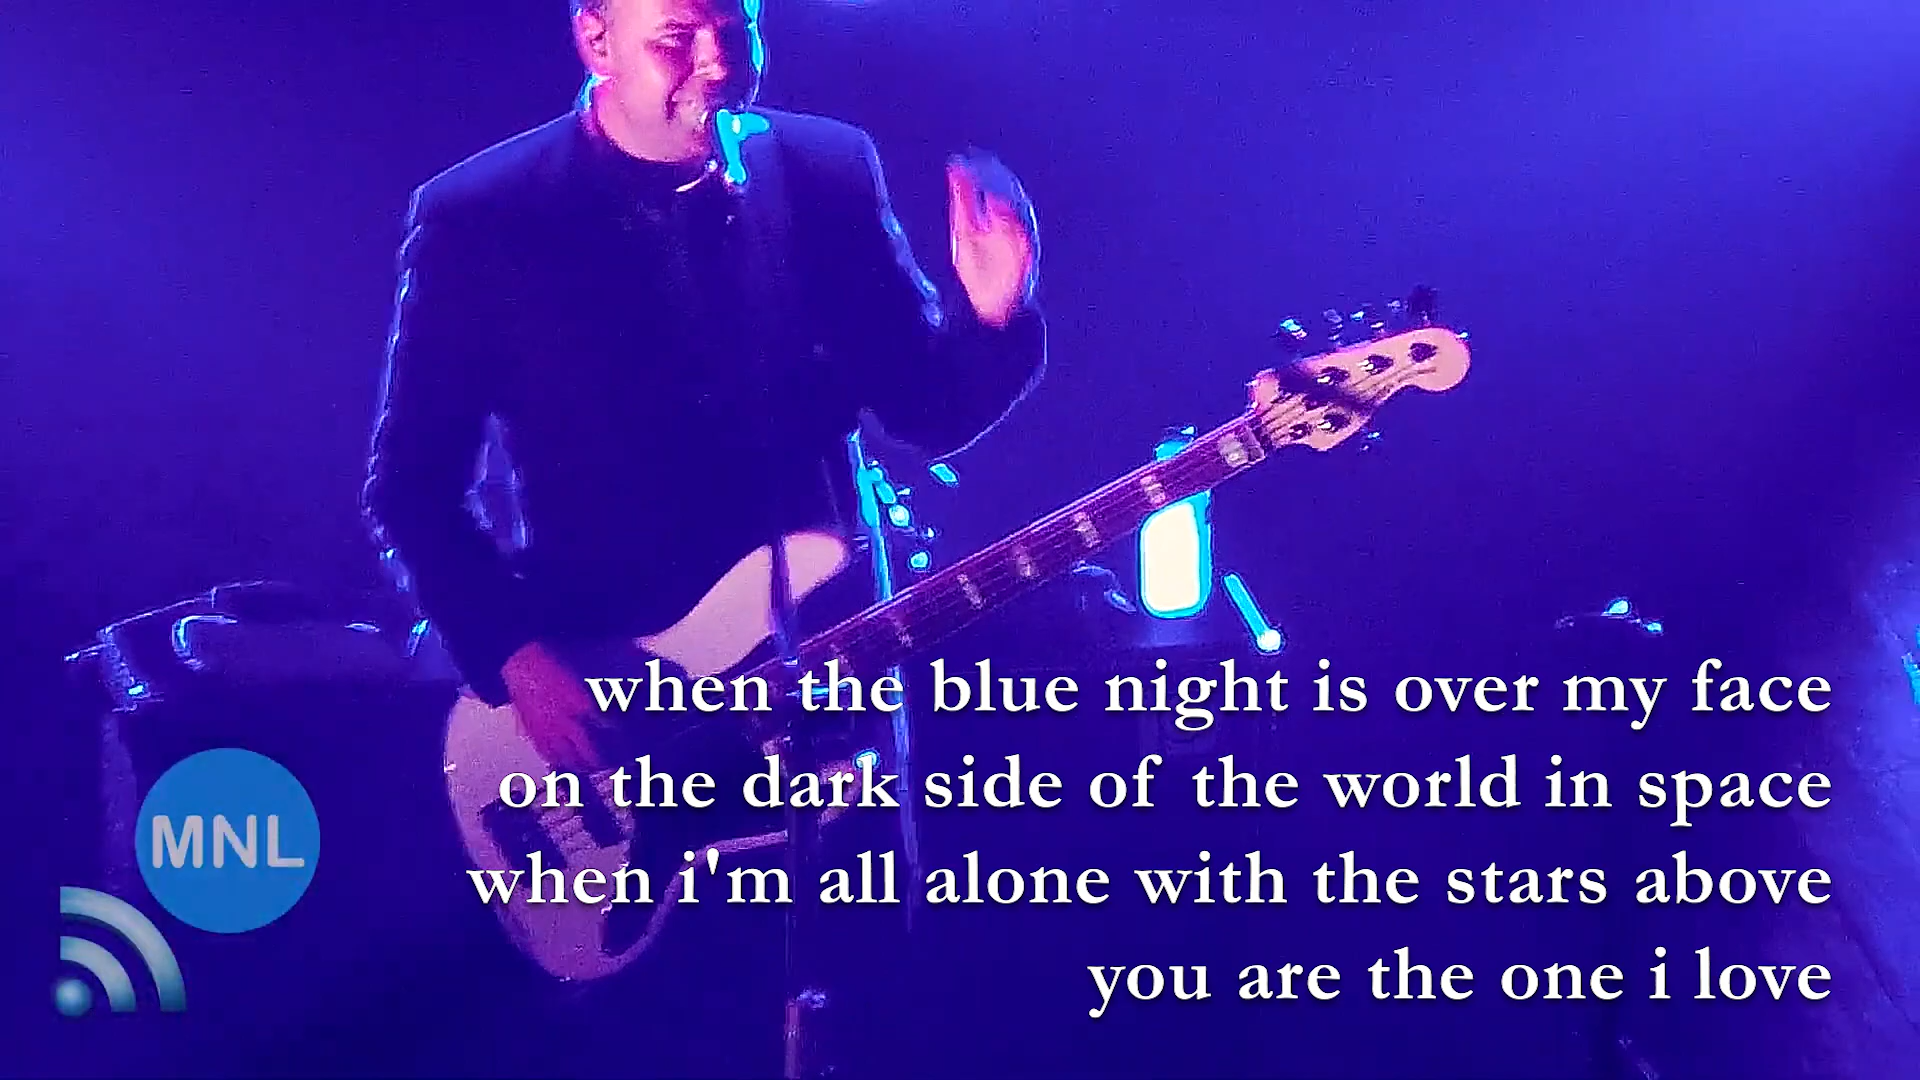 when the blue night is over my face
on the dark side of the world in space
when i'm all alone with the stars above
you are the one i love
MNL